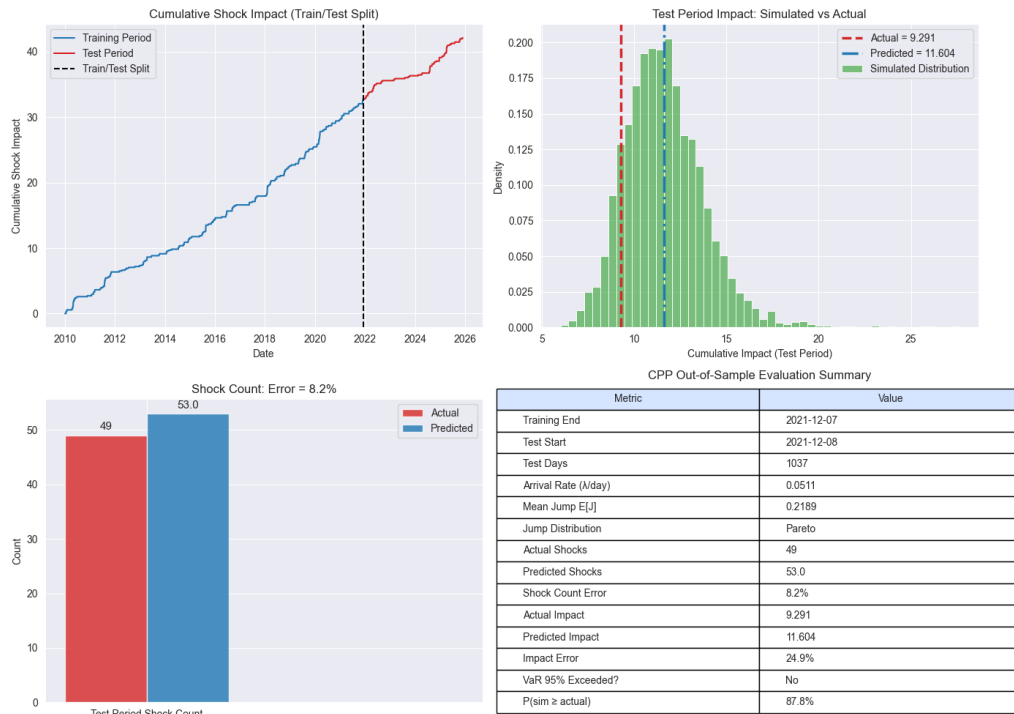 Cumulative Shock Impact (Train/Test Split)
Training Period
Test Period
Train/Test Split
Cumulative Shock Impact
40
30
20
10
0
2010 2012 2014 2016 2018 2020 2022 2024 2026
Date
Test Period Impact: Simulated vs Actual
Actual = 9.291
Predicted = 11.604
Simulated Distribution
Density
0.200
0.175
0.150
0.125
0.100
0.075
0.050
0.025
0.000
5 10 15 20 25
Cumulative Impact (Test Period)
Shock Count: Error = 8.2%
Actual
Predicted
49
53.0
Count
50
40
30
20
10
0
Test Period Shock Count
CPP Out-of-Sample Evaluation Summary
Metric Value
Training End 2021-12-07
Test Start 2021-12-08
Test Days 1037
Arrival Rate (λ/day) 0.0511
Mean Jump E[J] 0.2189
Jump Distribution Pareto
Actual Shocks 49
Predicted Shocks 53.0
Shock Count Error 8.2%
Actual Impact 9.291
Predicted Impact 11.604
Impact Error 24.9%
VaR 95% Exceeded? No
P(sim ≥ actual) 87.8%